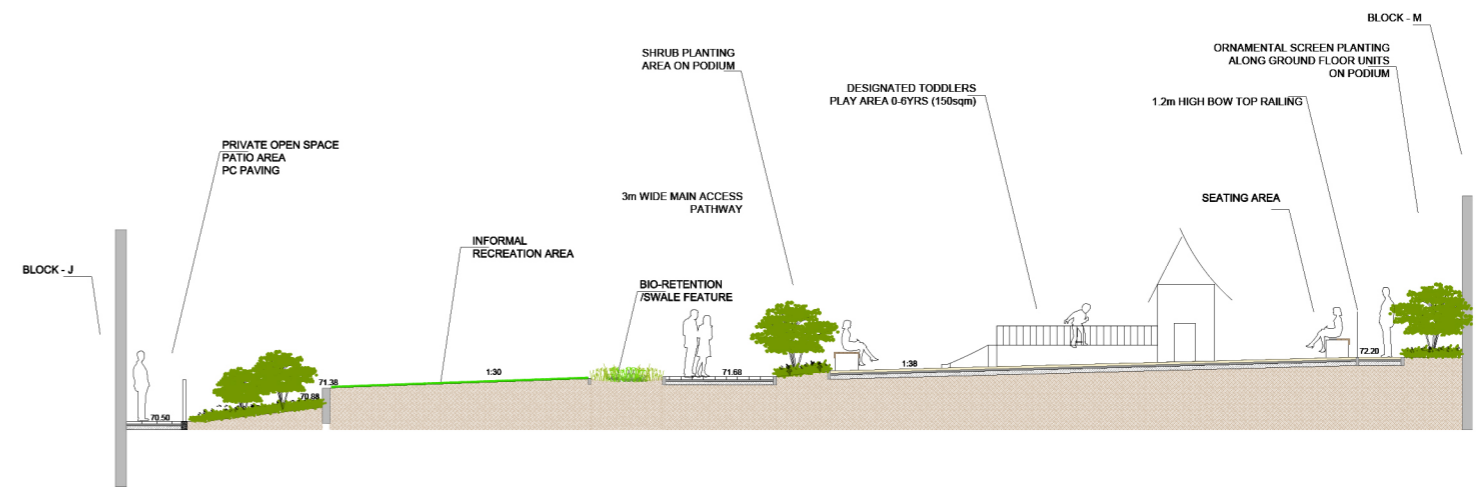 BLOCK - M
SHRUB PLANTING
AREA ON PODIUM
ORNAMENTAL SCREEN PLANTING
ALONG GROUND FLOOR UNITS
ON PODIUM
DESIGNATED TODDLERS
PLAY AREA 0-6YRS (150sqm)
1.2m HIGH BOW TOP RAILING
PRIVATE OPEN SPACE
PATIO AREA
PC PAVING
3m WIDE MAIN ACCESS
PATHWAY
SEATING AREA
INFORMAL
RECREATION AREA
BLOCK - J
BIO-RETENTION
/SWALE FEATURE
72.20
1:38
1:30
71.68
71.38
70.88
70.50